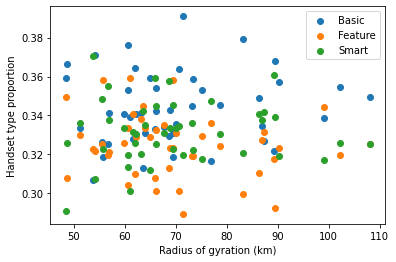 Basic
Feature
Smart
Handset type proportion
0.38
0.36
0.34
0.32
0.30
50 60 70 80 90 100 110
Radius of gyration (km)